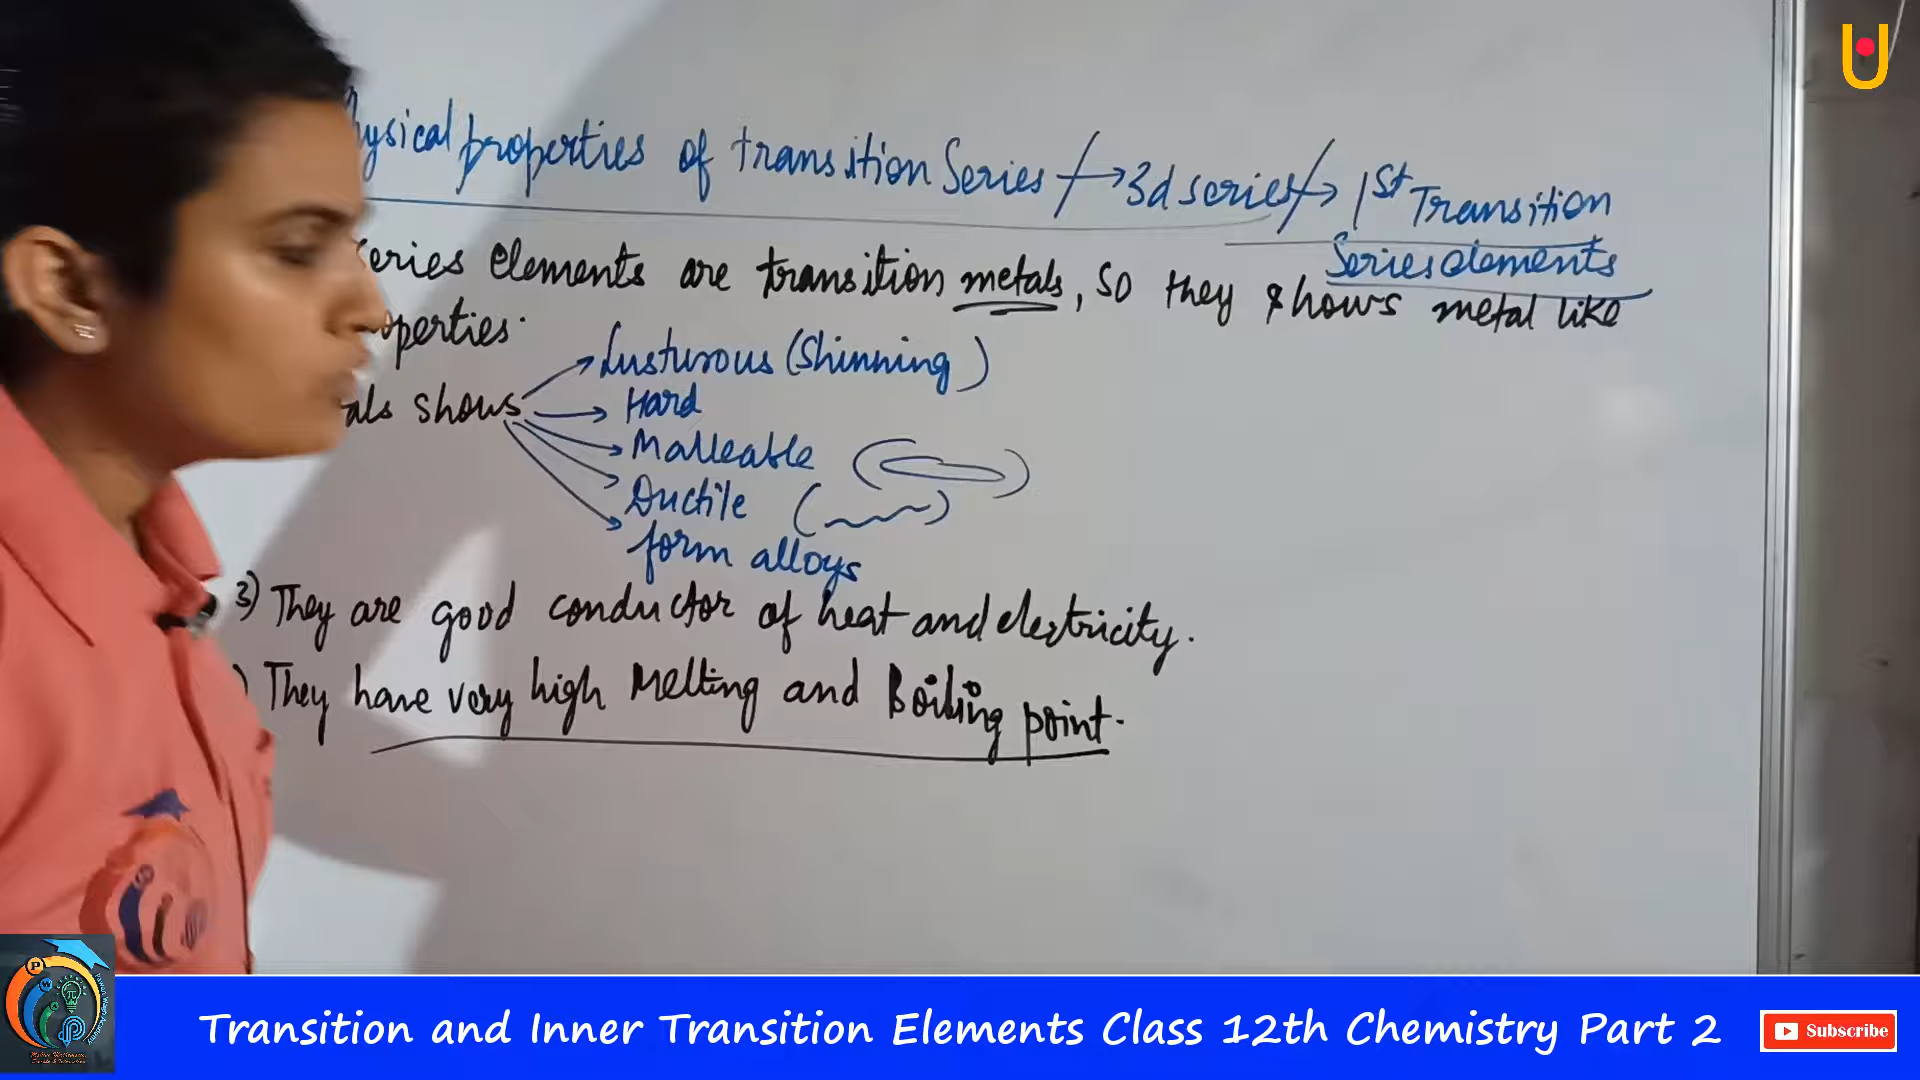 hysical properties of transition Series → 3d series → 1st Transition
Series elements
eries elements are transition metals, so they shows metal like
operties.
als shows
Lusturous (Shinning)
Hard
Malleable
Ductile
form alloys
3) They are good conductor of heat and electricity.
) They have very high Melting and Boiling point.
Transition and Inner Transition Elements Class 12th Chemistry Part 2
Subscribe